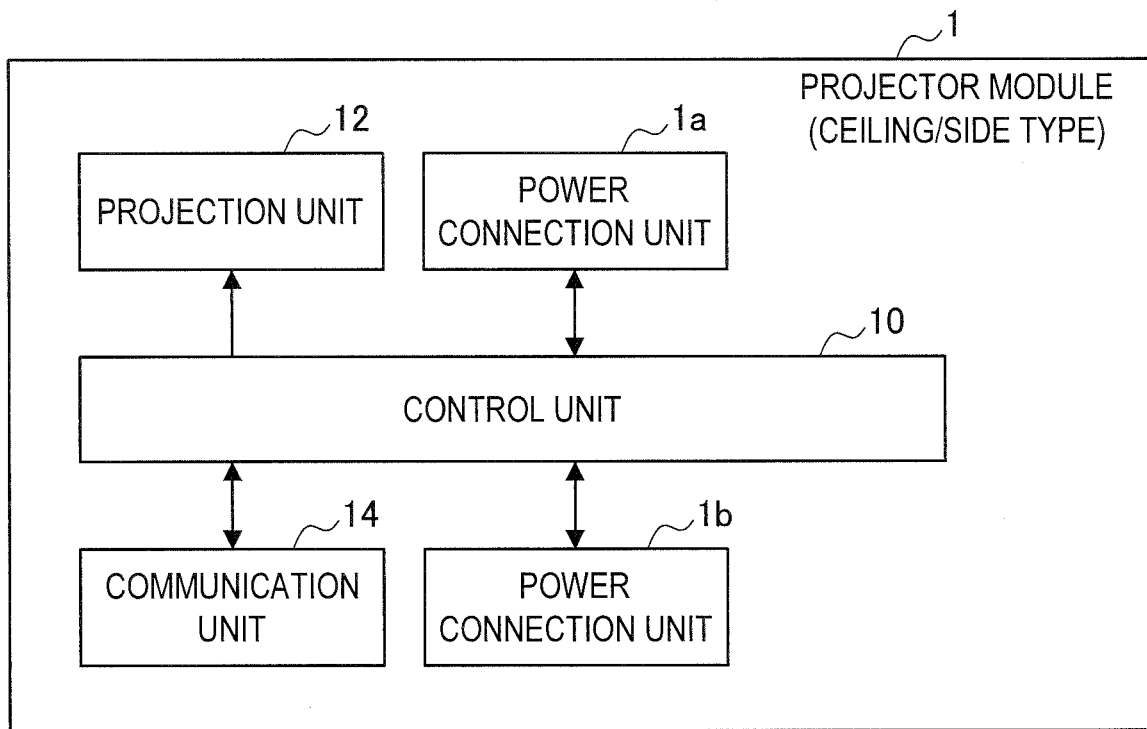 1
PROJECTOR MODULE
(CEILING/SIDE TYPE)
12
PROJECTION UNIT
1a
POWER
CONNECTION UNIT
10
CONTROL UNIT
14
COMMUNICATION
UNIT
1b
POWER
CONNECTION UNIT